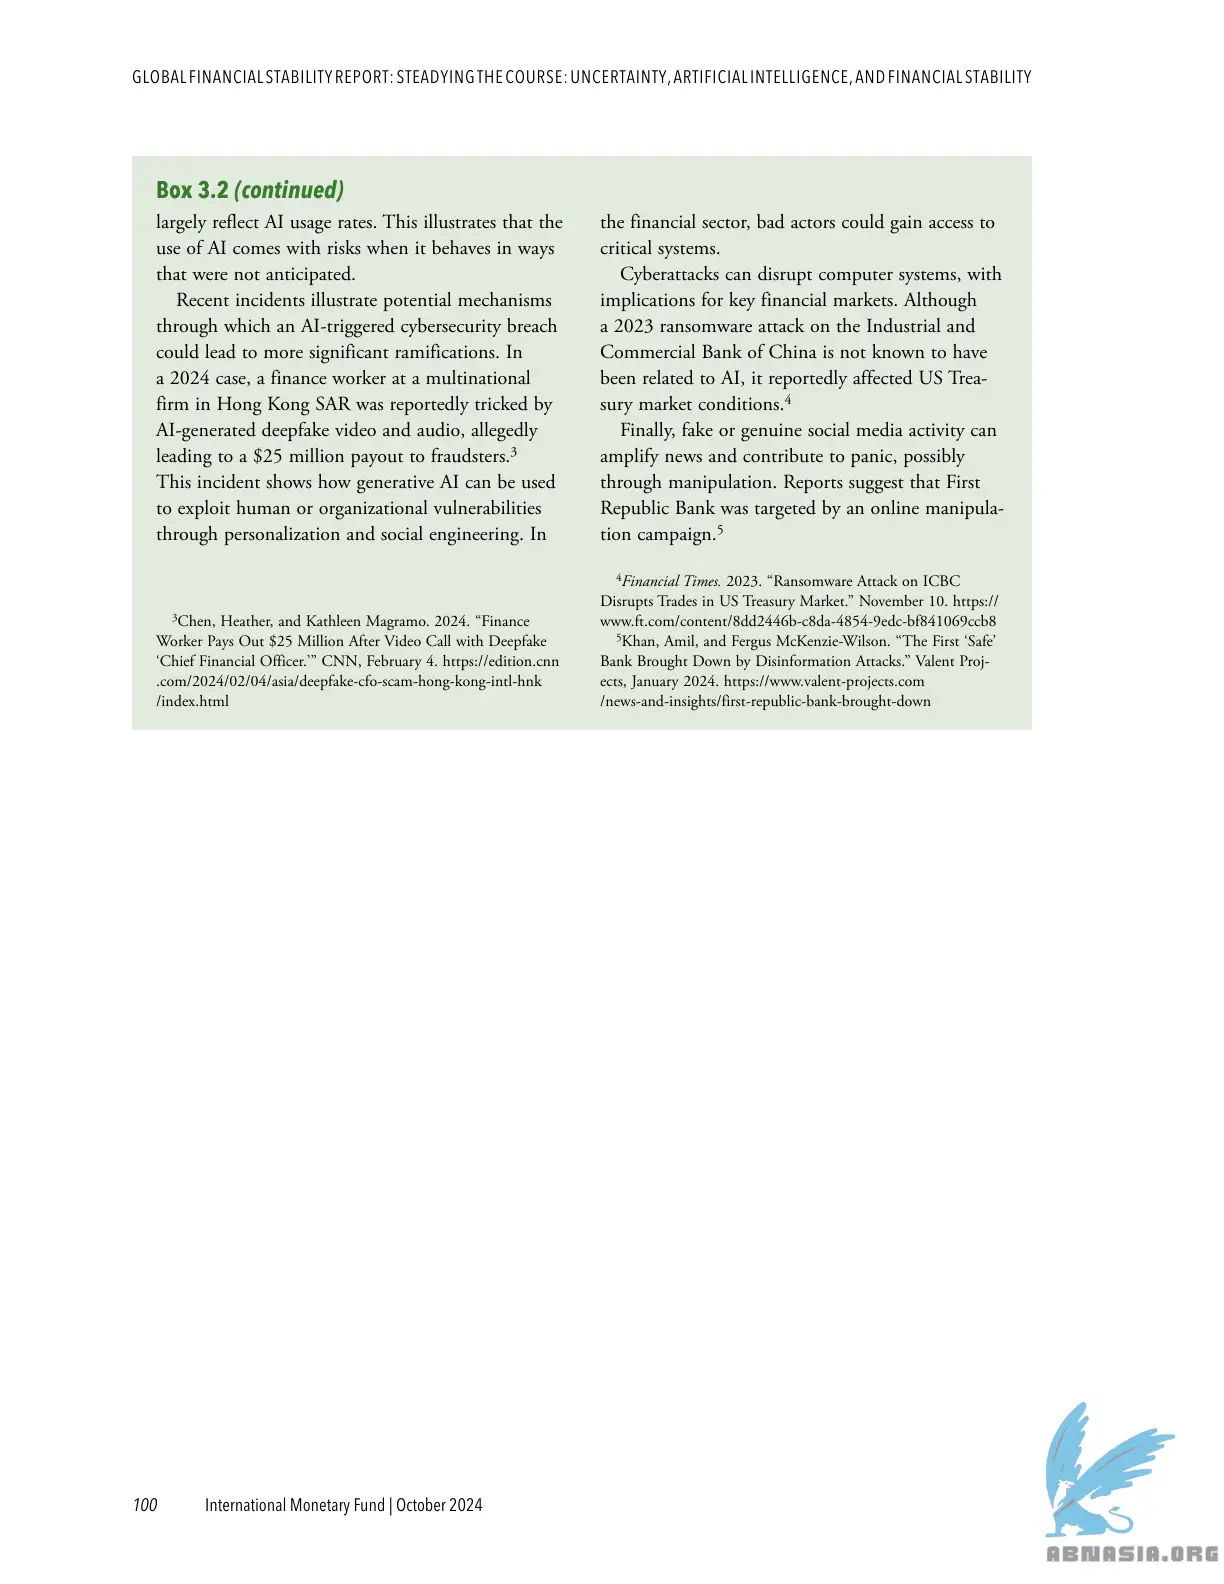 GLOBAL FINANCIAL STABILITY REPORT: STEADYING THE COURSE: UNCERTAINTY, ARTIFICIAL INTELLIGENCE, AND FINANCIAL STABILITY
Box 3.2 (continued)
largely reflect AI usage rates. This illustrates that the
use of AI comes with risks when it behaves in ways
that were not anticipated.
Recent incidents illustrate potential mechanisms
through which an AI-triggered cybersecurity breach
could lead to more significant ramifications. In
a 2024 case, a finance worker at a multinational
firm in Hong Kong SAR was reportedly tricked by
AI-generated deepfake video and audio, allegedly
leading to a $25 million payout to fraudsters.³
This incident shows how generative AI can be used
to exploit human or organizational vulnerabilities
through personalization and social engineering. In
³Chen, Heather, and Kathleen Magramo. 2024. “Finance
Worker Pays Out $25 Million After Video Call with Deepfake
‘Chief Financial Officer.’” CNN, February 4. https://edition.cnn
.com/2024/02/04/asia/deepfake-cfo-scam-hong-kong-intl-hnk
/index.html
the financial sector, bad actors could gain access to
critical systems.
Cyberattacks can disrupt computer systems, with
implications for key financial markets. Although
a 2023 ransomware attack on the Industrial and
Commercial Bank of China is not known to have
been related to AI, it reportedly affected US Trea-
sury market conditions.⁴
Finally, fake or genuine social media activity can
amplify news and contribute to panic, possibly
through manipulation. Reports suggest that First
Republic Bank was targeted by an online manipula-
tion campaign.⁵
⁴Financial Times. 2023. “Ransomware Attack on ICBC
Disrupts Trades in US Treasury Market.” November 10. https://
www.ft.com/content/8dd2446b-c8da-4854-9edc-bf841069ccb8
⁵Khan, Amil, and Fergus McKenzie-Wilson. “The First ‘Safe’
Bank Brought Down by Disinformation Attacks.” Valent Proj-
ects, January 2024. https://www.valent-projects.com
/news-and-insights/first-republic-bank-brought-down
100 International Monetary Fund | October 2024
ABNASIA.ORG